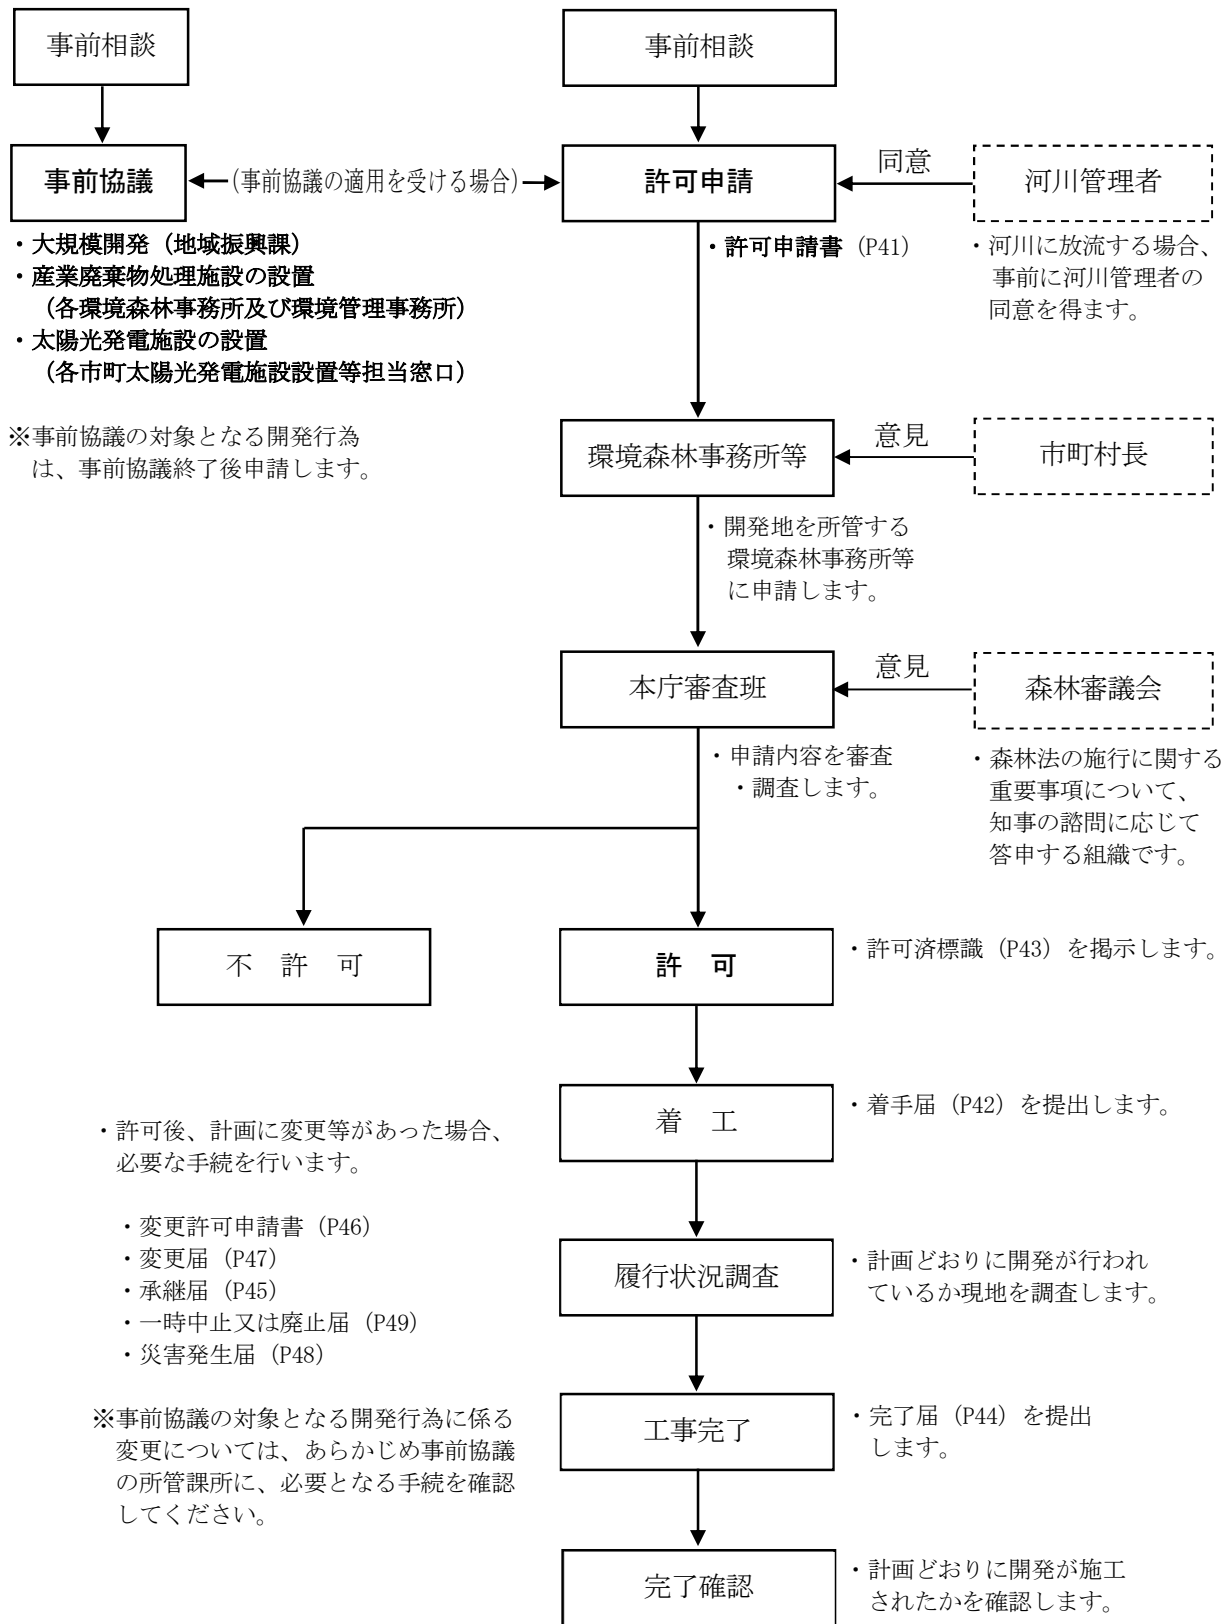 事前相談
事前相談
事前協議
(事前協議の適用を受ける場合)
許可申請
同意
河川管理者
・大規模開発（地域振興課）
・産業廃棄物処理施設の設置
（各環境森林事務所及び環境管理事務所）
・太陽光発電施設の設置
（各市町太陽光発電施設設置等担当窓口）
・許可申請書（P41）
・河川に放流する場合、
事前に河川管理者の
同意を得ます。
※事前協議の対象となる開発行為
は、事前協議終了後申請します。
環境森林事務所等
意見
市町村長
・開発地を所管する
環境森林事務所等
に申請します。
本庁審査班
意見
森林審議会
・申請内容を審査
・調査します。
・森林法の施行に関する
重要事項について、
知事の諮問に応じて
答申する組織です。
不　許　可
許　可
・許可済標識（P43）を掲示します。
着　工
・着手届（P42）を提出します。
・許可後、計画に変更等があった場合、
必要な手続を行います。
・変更許可申請書（P46）
・変更届（P47）
・承継届（P45）
・一時中止又は廃止届（P49）
・災害発生届（P48）
履行状況調査
・計画どおりに開発が行われ
ているか現地を調査します。
※事前協議の対象となる開発行為に係る
変更については、あらかじめ事前協議
の所管課所に、必要となる手続を確認
してください。
工事完了
・完了届（P44）を提出
します。
完了確認
・計画どおりに開発が施工
されたかを確認します。